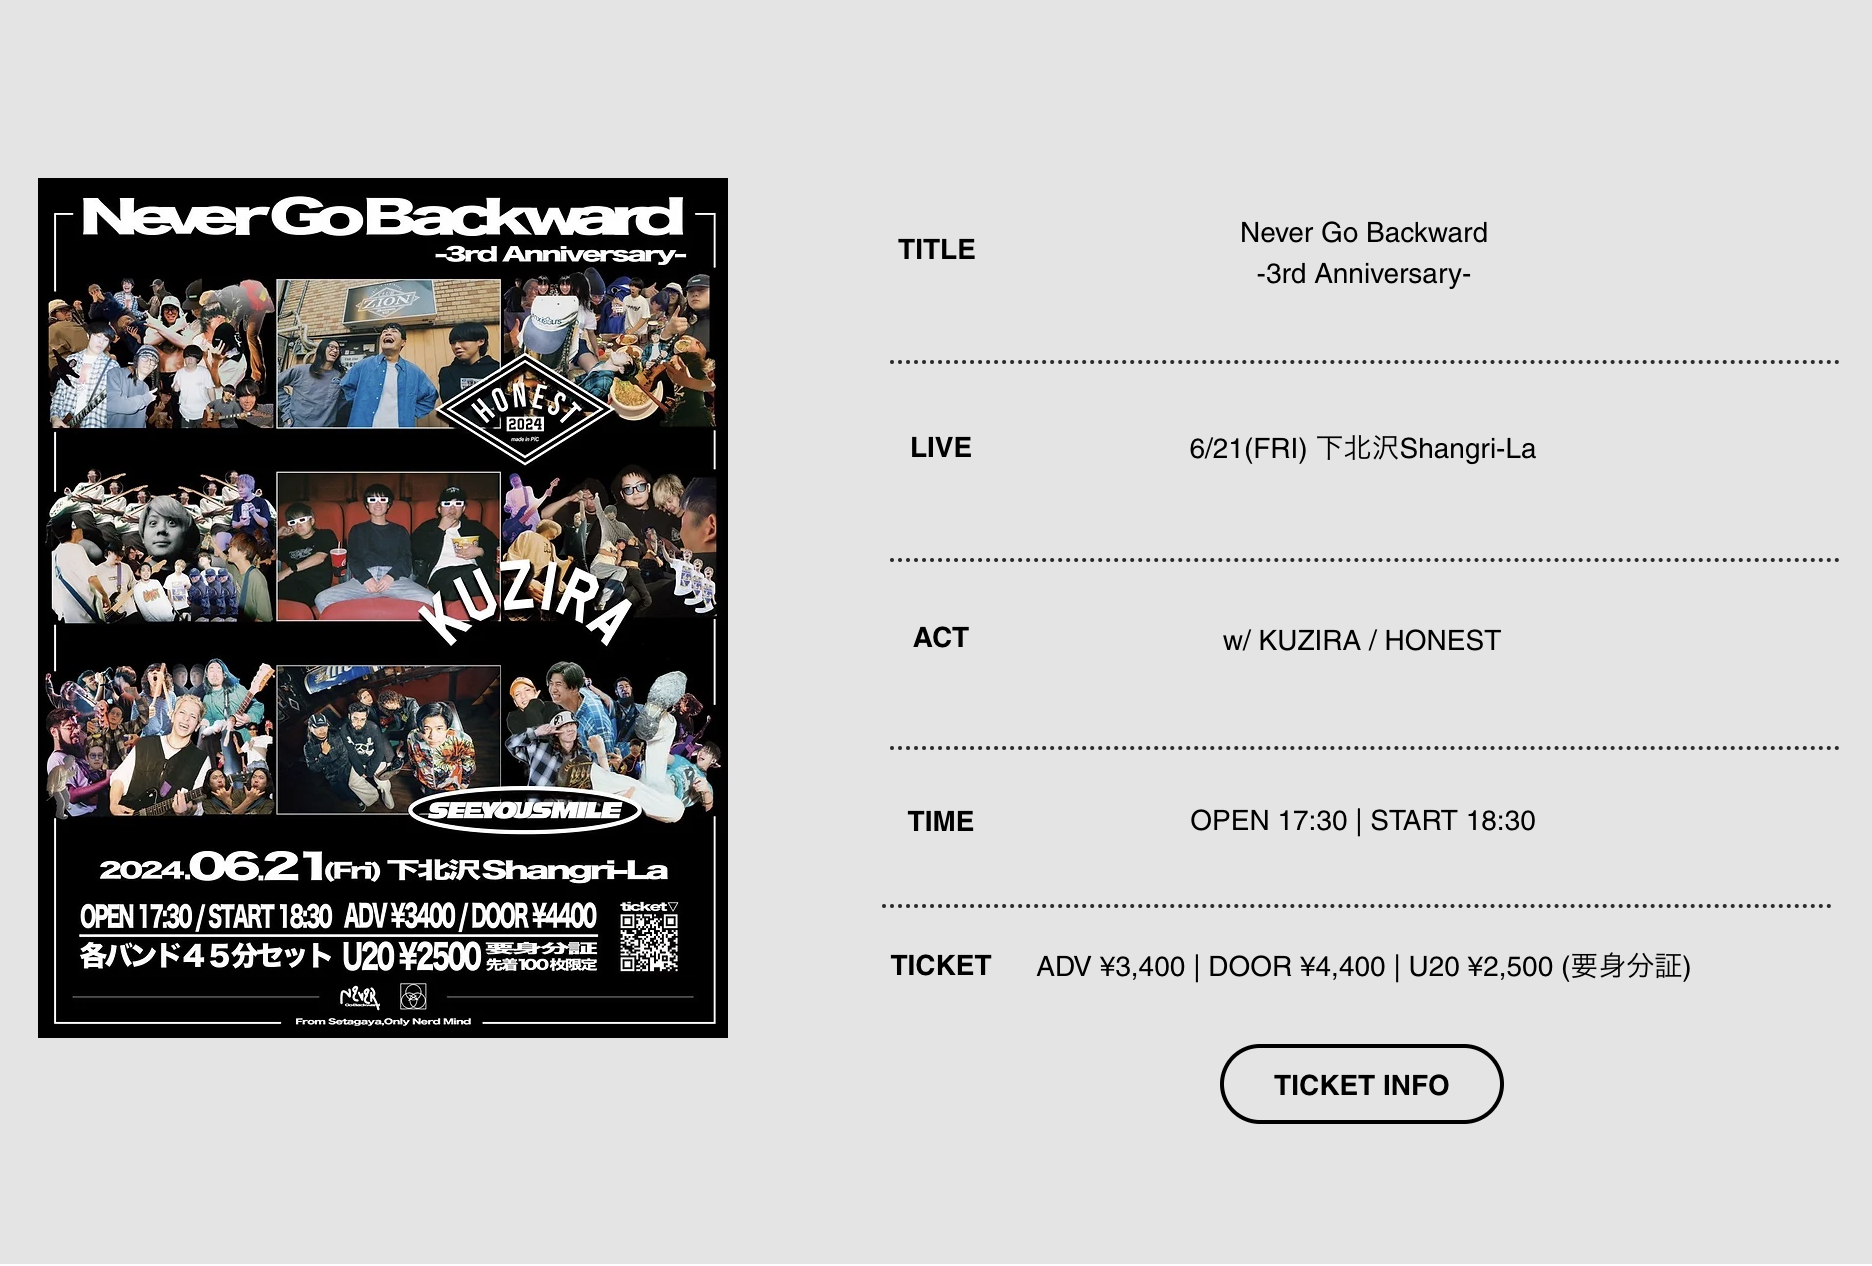 Never Go Backward
-3rd Anniversary-
ZION
HONEST
2024
made in PIC
KUZIRA
SEEYOUSMILE
2024.06.21(Fri) 下北沢Shangri-La
OPEN 17:30 / START 18:30 ADV ¥3400 / DOOR ¥4400
ticket▽
各バンド45分セット U20 ¥2500 要身分証
先着100枚限定
NEVER
GoBackward
From Setagaya,Only Nerd Mind
TITLE
Never Go Backward
-3rd Anniversary-
LIVE
6/21(FRI) 下北沢Shangri-La
ACT
w/ KUZIRA / HONEST
TIME
OPEN 17:30 | START 18:30
TICKET
ADV ¥3,400 | DOOR ¥4,400 | U20 ¥2,500 (要身分証)
TICKET INFO